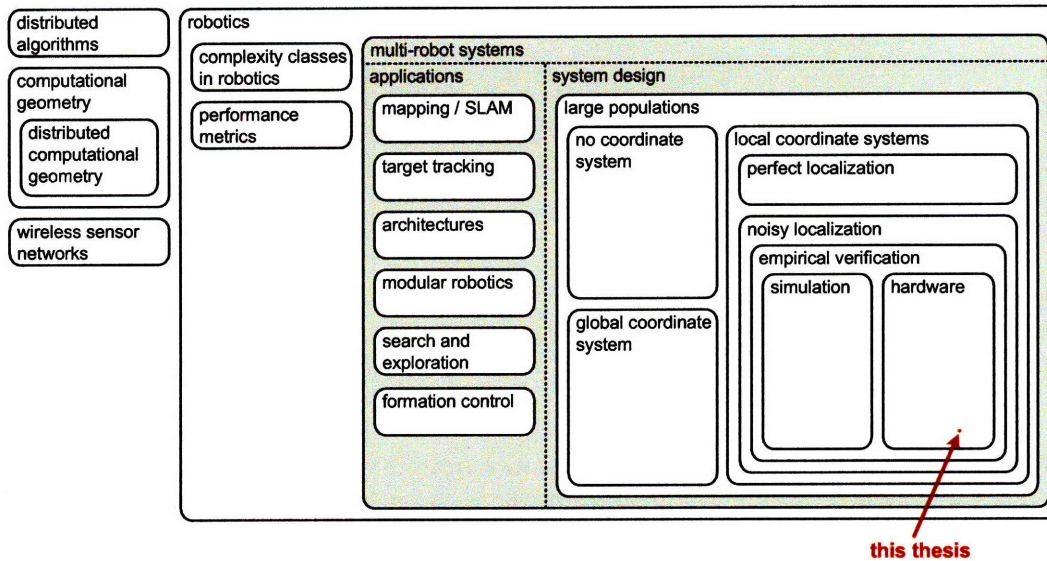 distributed
algorithms
computational
geometry
distributed
computational
geometry
wireless sensor
networks
robotics
complexity classes
in robotics
performance
metrics
multi-robot systems
applications
mapping / SLAM
target tracking
architectures
modular robotics
search and
exploration
formation control
system design
large populations
no coordinate
system
global coordinate
system
local coordinate systems
perfect localization
noisy localization
empirical verification
simulation
hardware
this thesis